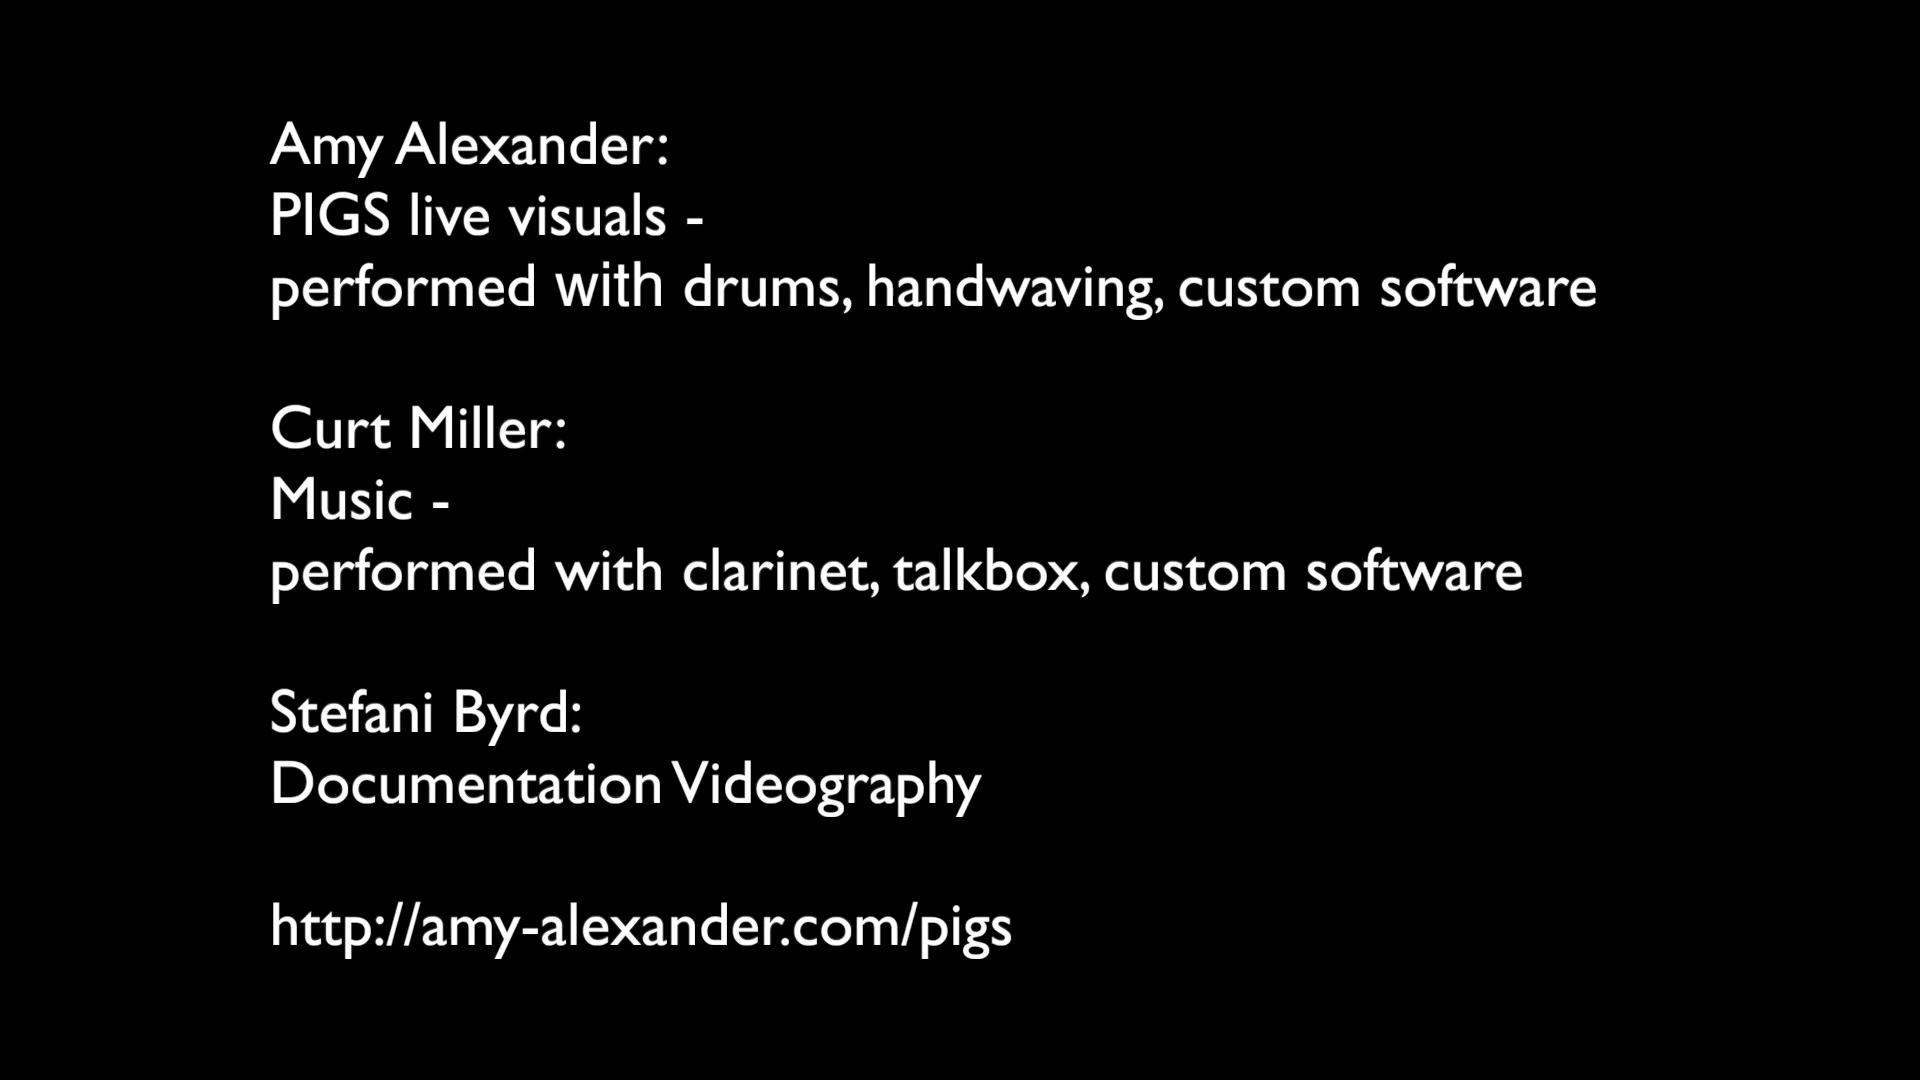 Amy Alexander:
PIGS live visuals -
performed with drums, handwaving, custom software
Curt Miller:
Music -
performed with clarinet, talkbox, custom software
Stefani Byrd:
Documentation Videography
http://amy-alexander.com/pigs